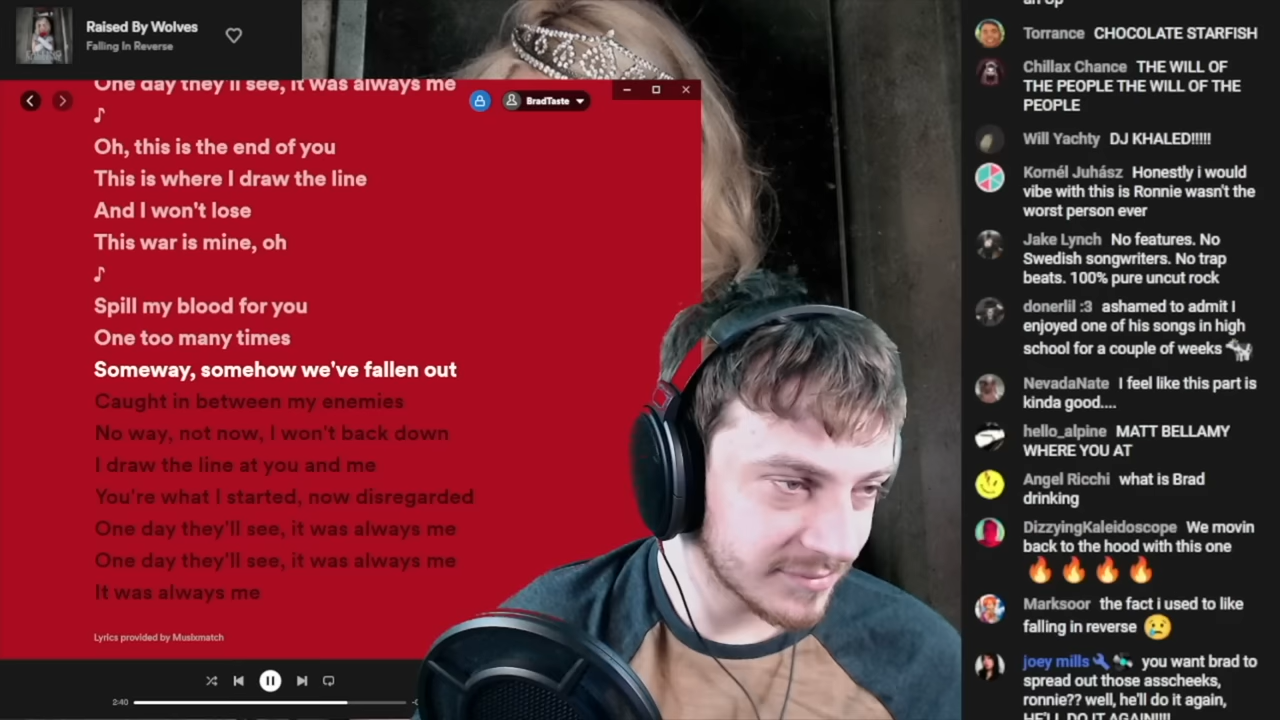 Raised By Wolves
Falling In Reverse
One day they'll see, it was always me
♪
Oh, this is the end of you
This is where I draw the line
And I won't lose
This war is mine, oh
♪
Spill my blood for you
One too many times
Someway, somehow we've fallen out
Caught in between my enemies
No way, not now, I won't back down
I draw the line at you and me
You're what I started, now disregarded
One day they'll see, it was always me
One day they'll see, it was always me
It was always me
Lyrics provided by Musixmatch
2:40
BradTaste
an Op
Torrance CHOCOLATE STARFISH
Chillax Chance THE WILL OF
THE PEOPLE THE WILL OF THE
PEOPLE
Will Yachty DJ KHALED!!!!!
Kornél Juhász Honestly i would
vibe with this is Ronnie wasn't the
worst person ever
Jake Lynch No features. No
Swedish songwriters. No trap
beats. 100% pure uncut rock
donerlil :3 ashamed to admit I
enjoyed one of his songs in high
school for a couple of weeks
NevadaNate I feel like this part is
kinda good....
hello_alpine MATT BELLAMY
WHERE YOU AT
Angel Ricchi what is Brad
drinking
DizzyingKaleidoscope We movin
back to the hood with this one
🔥🔥🔥🔥
Marksoor the fact i used to like
falling in reverse 😢
joey mills🔧 you want brad to
spread out those asscheeks,
ronnie?? well, he'll do it again,
HE'LL DO IT AGAIN!!!!